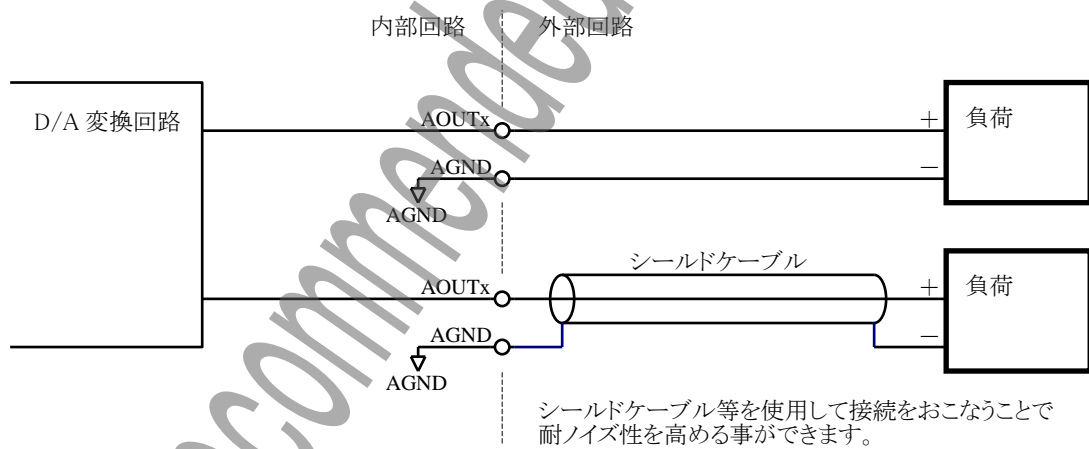 内部回路
外部回路
D/A 変換回路
AOUTx
+
負荷
AGND
−
AGND
シールドケーブル
AOUTx
+
負荷
AGND
−
AGND
シールドケーブル等を使用して接続をおこなうことで
耐ノイズ性を高める事ができます。
ecommended